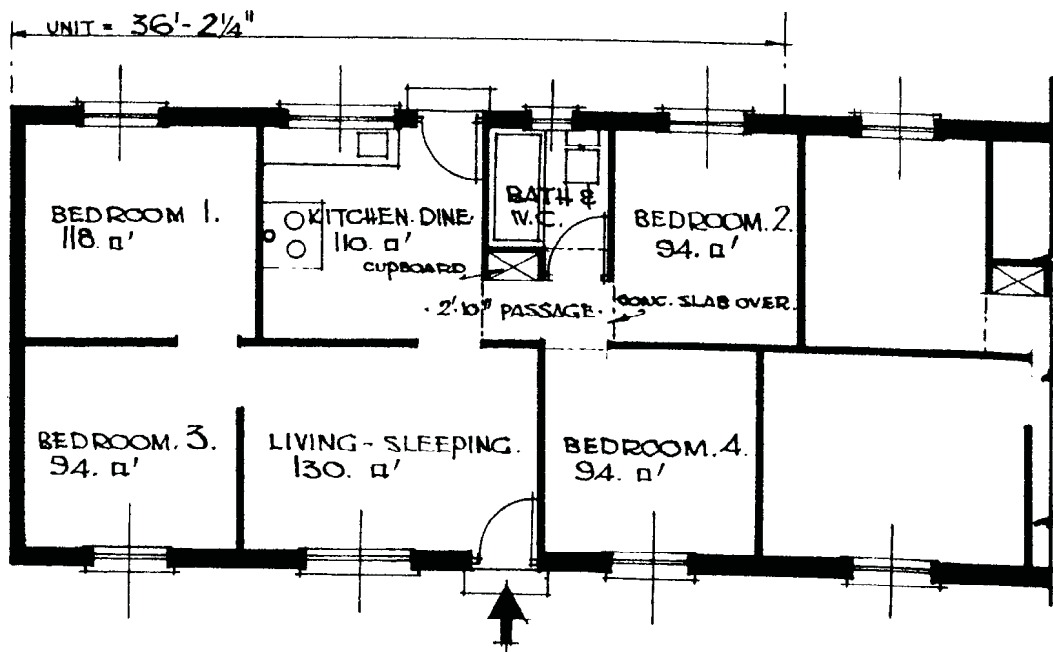 UNIT = 36'-2¼"
BEDROOM 1.
118. □'
KITCHEN. DINE.
110. □'
CUPBOARD
BATH &
W.C.
BEDROOM. 2.
94. □'
2'.10" PASSAGE.
CONC. SLAB OVER.
BEDROOM. 3.
94. □'
LIVING - SLEEPING.
130. □'
BEDROOM. 4.
94. □'